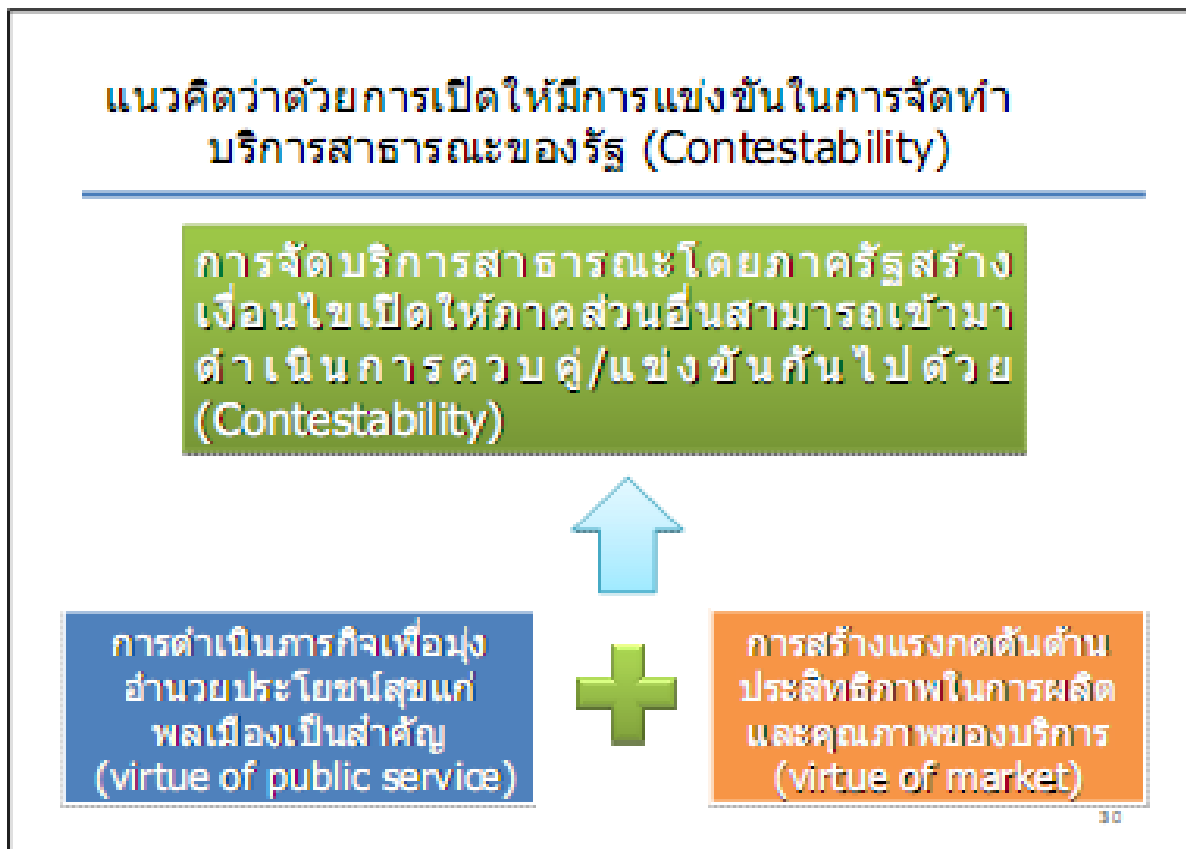 แนวคิดว่าด้วยการเปิดให้มีการแข่งขันในการจัดทำ
บริการสาธารณะของรัฐ (Contestability)
การจัดบริการสาธารณะโดยภาครัฐสร้าง
เงื่อนไขเปิดให้ภาคส่วนอื่นสามารถเข้ามา
ดำเนินการควบคู่/แข่งขันกันไปด้วย
(Contestability)
การดำเนินภารกิจเพื่อมุ่ง
อำนวยประโยชน์สุขแก่
พลเมืองเป็นสำคัญ
(virtue of public service)
การสร้างแรงกดดันด้าน
ประสิทธิภาพในการผลิต
และคุณภาพของบริการ
(virtue of market)
30